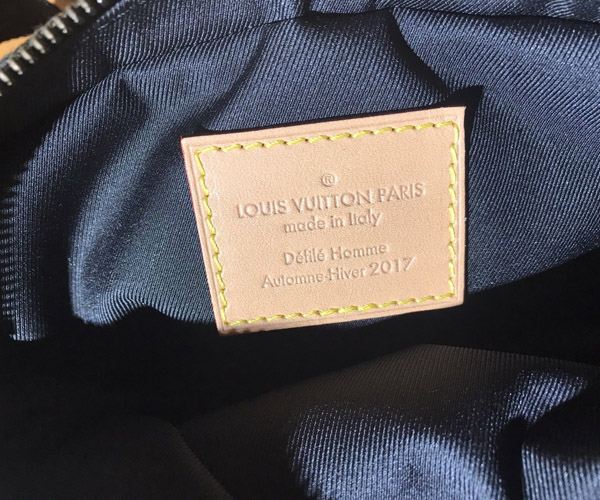 ®
LOUIS VUITTON PARIS
made in Italy
Défilé Homme
Automne-Hiver 2017